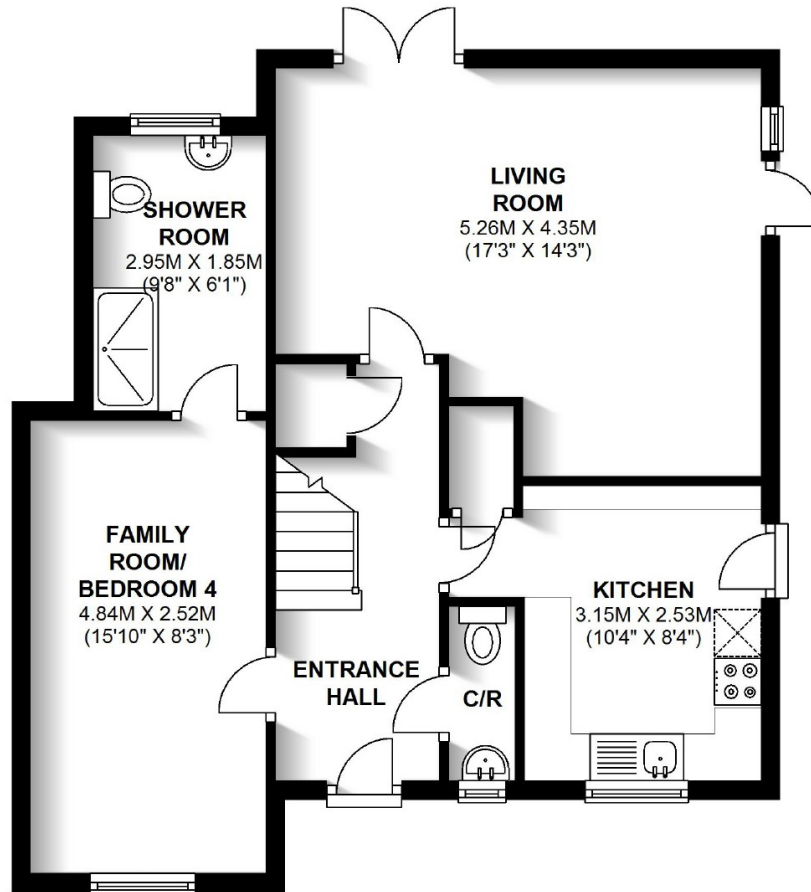 LIVING
ROOM
5.26M X 4.35M
(17'3" X 14'3")
SHOWER
ROOM
2.95M X 1.85M
(9'8" X 6'1")
FAMILY
ROOM/
BEDROOM 4
4.84M X 2.52M
(15'10" X 8'3")
KITCHEN
3.15M X 2.53M
(10'4" X 8'4")
ENTRANCE
HALL
C/R